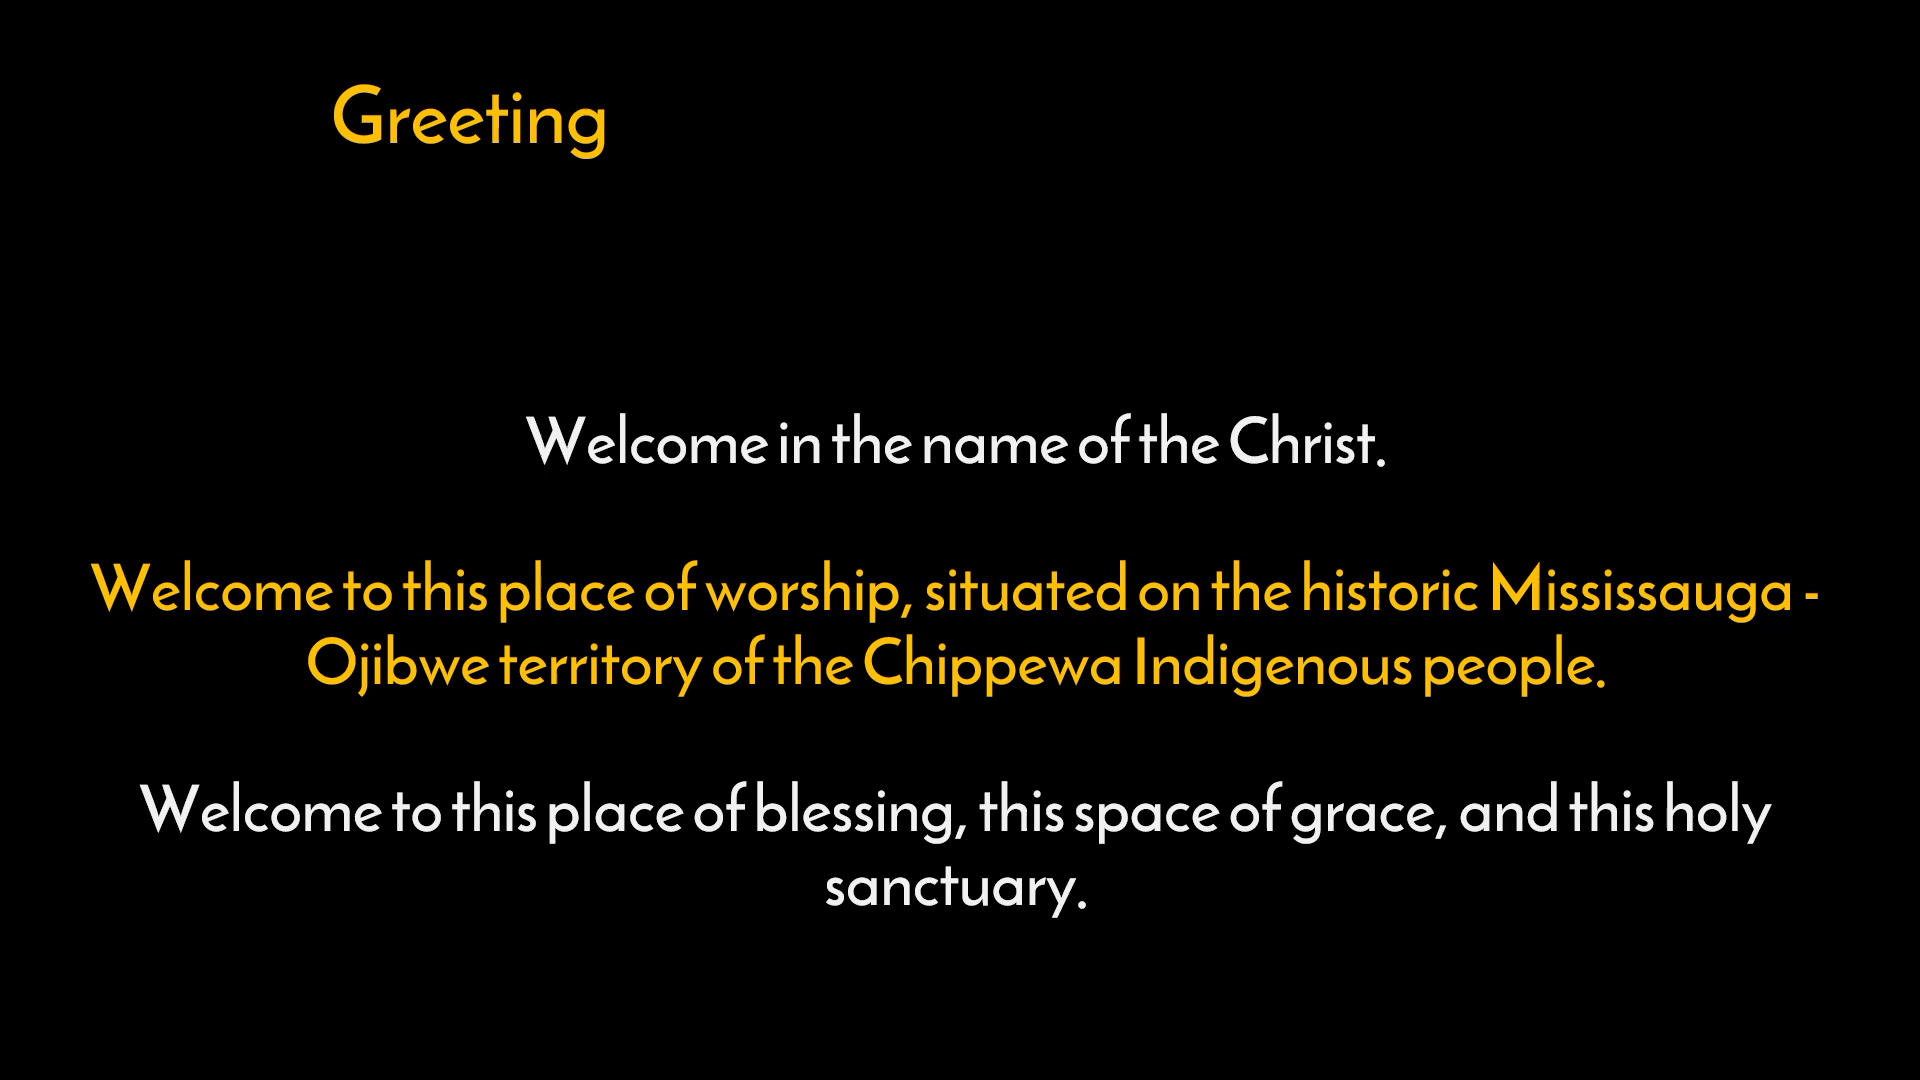 Greeting
Welcome in the name of the Christ.
Welcome to this place of worship, situated on the historic Mississauga -
Ojibwe territory of the Chippewa Indigenous people.
Welcome to this place of blessing, this space of grace, and this holy
sanctuary.